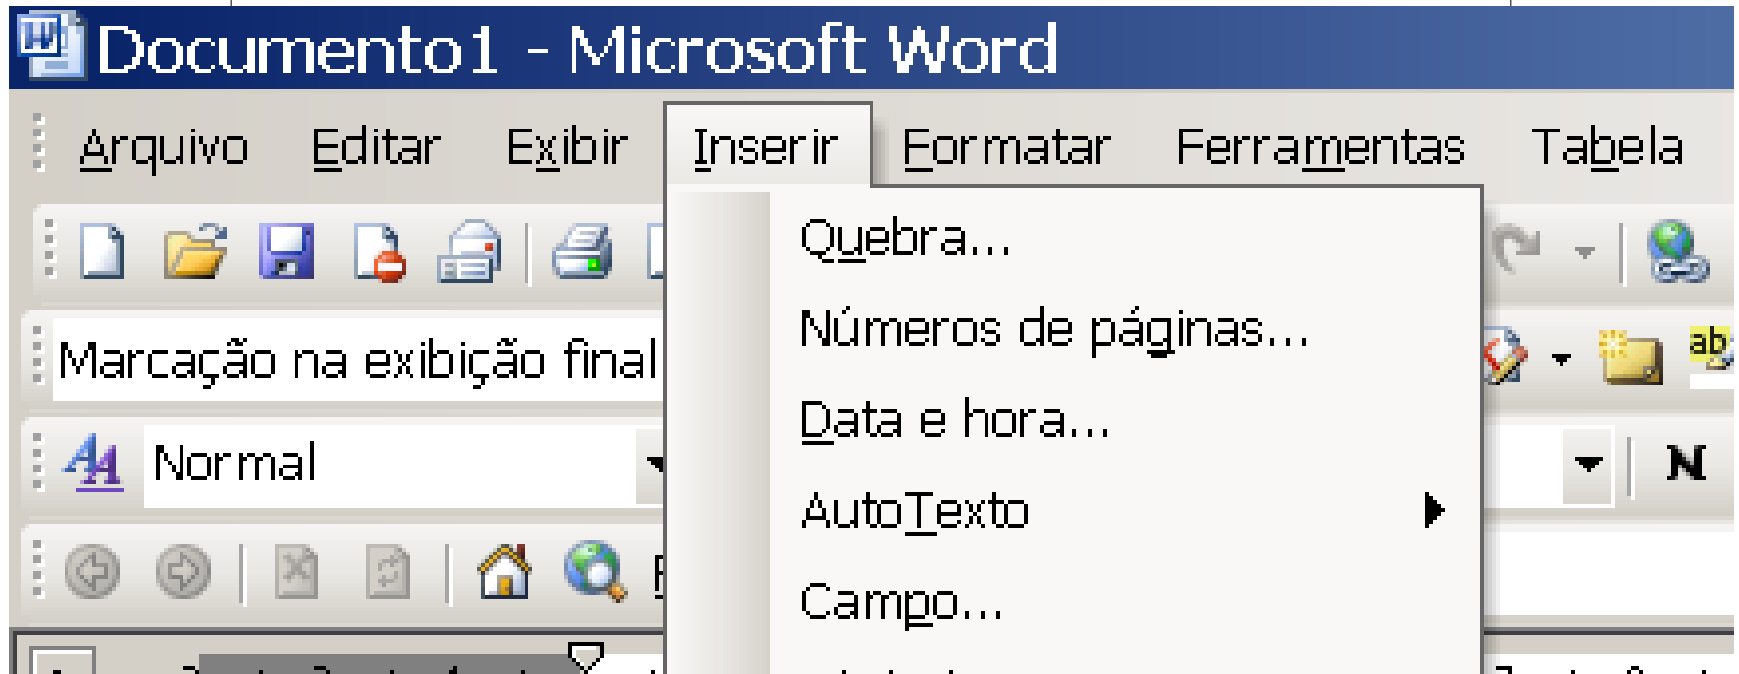 Documento1 - Microsoft Word
Arquivo Editar Exibir Inserir Formatar Ferramentas Tabela
Quebra...
Números de páginas...
Marcação na exibição final
ab
Data e hora...
Normal
N
AutoTexto
Campo...